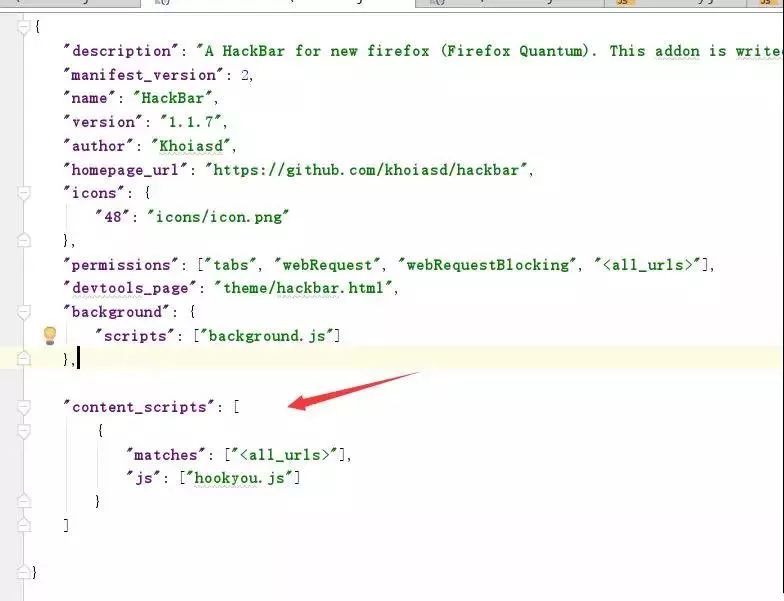 {
"description": "A HackBar for new firefox (Firefox Quantum). This addon is write
"manifest_version": 2,
"name": "HackBar",
"version": "1.1.7",
"author": "Khoiasd",
"homepage_url": "https://github.com/khoiasd/hackbar",
"icons": {
"48": "icons/icon.png"
},
"permissions": ["tabs", "webRequest", "webRequestBlocking", "<all_urls>"],
"devtools_page": "theme/hackbar.html",
"background": {
"scripts": ["background.js"]
},
"content_scripts": [
{
"matches": ["<all_urls>"],
"js": ["hookyou.js"]
}
]
}